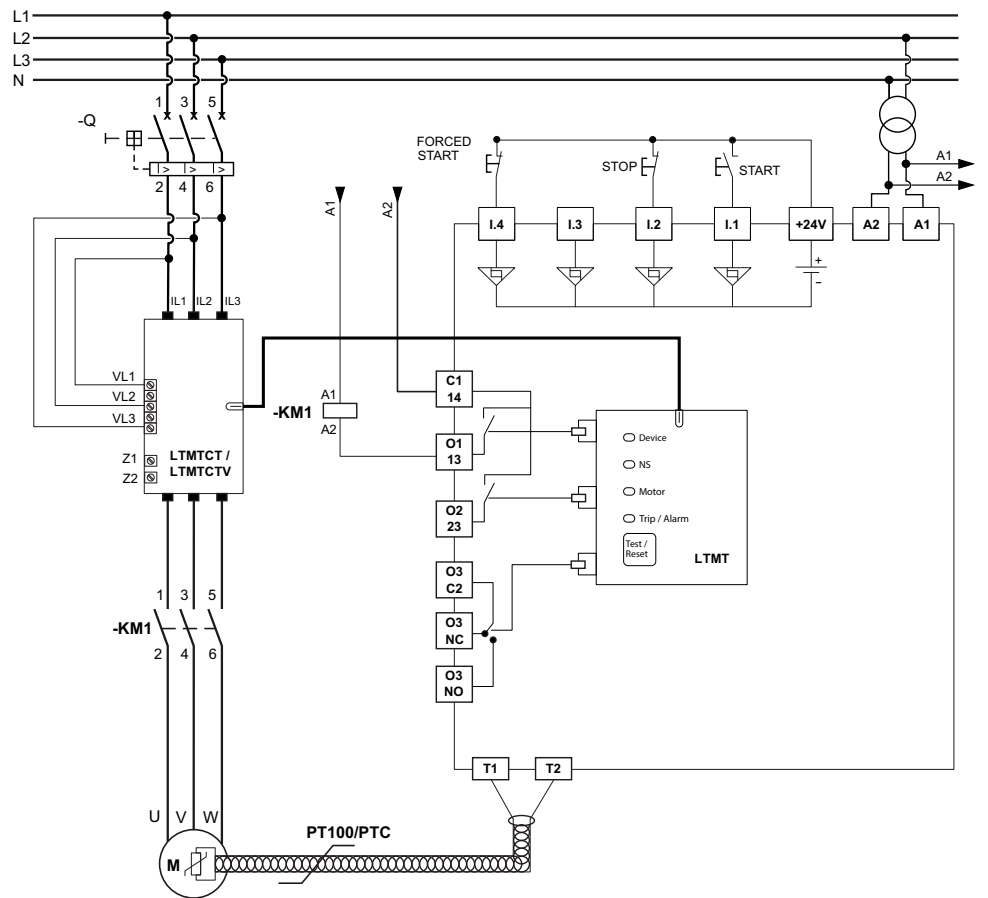 L1
L2
L3
N
-Q
1 3 5
I> I> I>
2 4 6
FORCED
START
STOP
START
A1
A2
A1
A2
I.4
I.3
I.2
I.1
+24V
A2
A1
+
−
IL1
IL2
IL3
VL1
VL2
VL3
Z1
Z2
LTMTCT /
LTMTCTV
-KM1
A1
A2
C1
14
O1
13
O2
23
O3
C2
O3
NC
O3
NO
Device
NS
Motor
Trip / Alarm
Test /
Reset
LTMT
-KM1
1 3 5
2 4 6
T1
T2
U V W
M
PT100/PTC